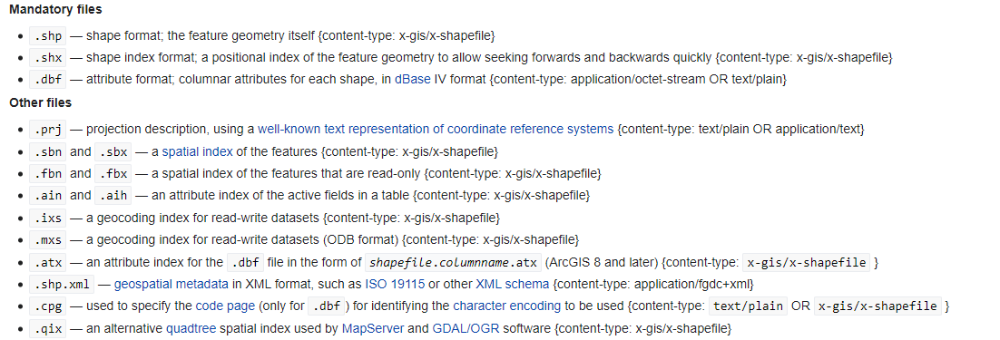 Mandatory files
.shp — shape format; the feature geometry itself {content-type: x-gis/x-shapefile}
.shx — shape index format; a positional index of the feature geometry to allow seeking forwards and backwards quickly {content-type: x-gis/x-shapefile}
.dbf — attribute format; columnar attributes for each shape, in dBase IV format {content-type: application/octet-stream OR text/plain}
Other files
.prj — projection description, using a well-known text representation of coordinate reference systems {content-type: text/plain OR application/text}
.sbn and .sbx — a spatial index of the features {content-type: x-gis/x-shapefile}
.fbn and .fbx — a spatial index of the features that are read-only {content-type: x-gis/x-shapefile}
.ain and .aih — an attribute index of the active fields in a table {content-type: x-gis/x-shapefile}
.ixs — a geocoding index for read-write datasets {content-type: x-gis/x-shapefile}
.mxs — a geocoding index for read-write datasets (ODB format) {content-type: x-gis/x-shapefile}
.atx — an attribute index for the .dbf file in the form of shapefile.columnname.atx (ArcGIS 8 and later) {content-type: x-gis/x-shapefile }
.shp.xml — geospatial metadata in XML format, such as ISO 19115 or other XML schema {content-type: application/fgdc+xml}
.cpg — used to specify the code page (only for .dbf ) for identifying the character encoding to be used {content-type: text/plain OR x-gis/x-shapefile }
.qix — an alternative quadtree spatial index used by MapServer and GDAL/OGR software {content-type: x-gis/x-shapefile}